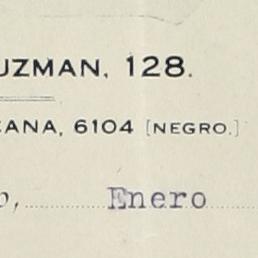 UZMAN, 128.
CANA, 6104 [NEGRO.]
o, Enero